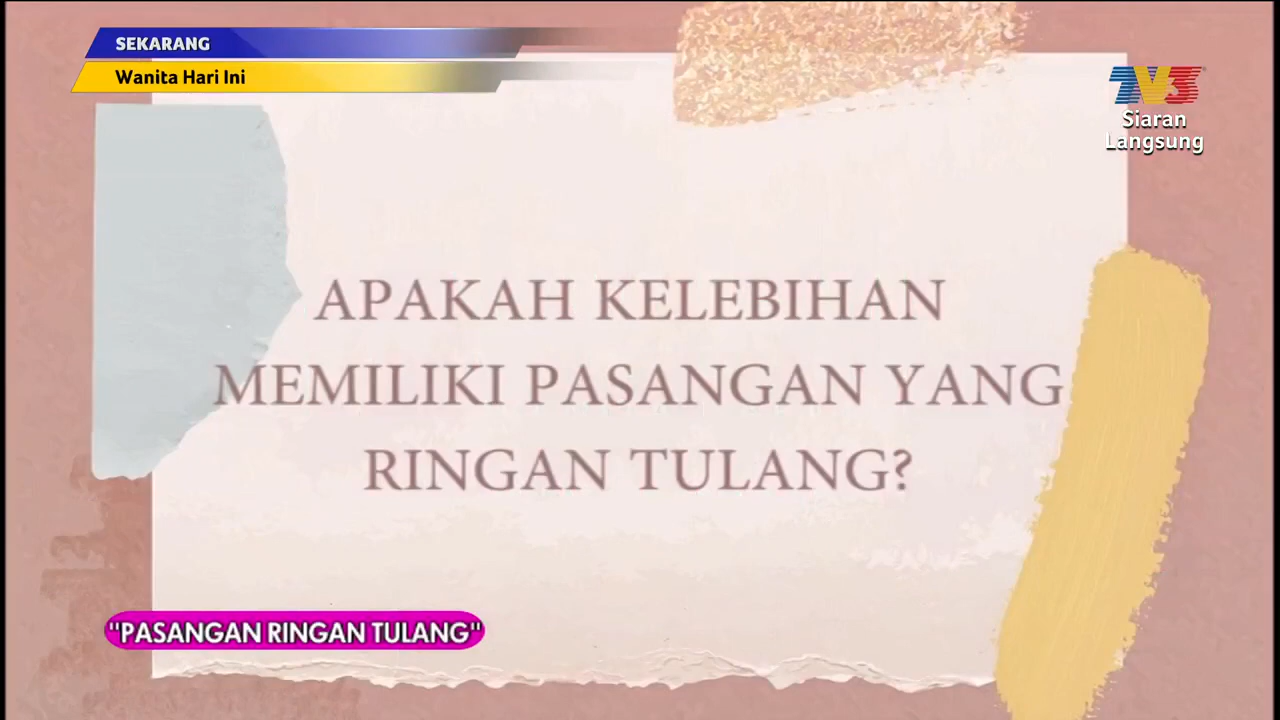 SEKARANG
Wanita Hari Ini
TV3
Siaran
Langsung
APAKAH KELEBIHAN
MEMILIKI PASANGAN YANG
RINGAN TULANG?
"PASANGAN RINGAN TULANG"